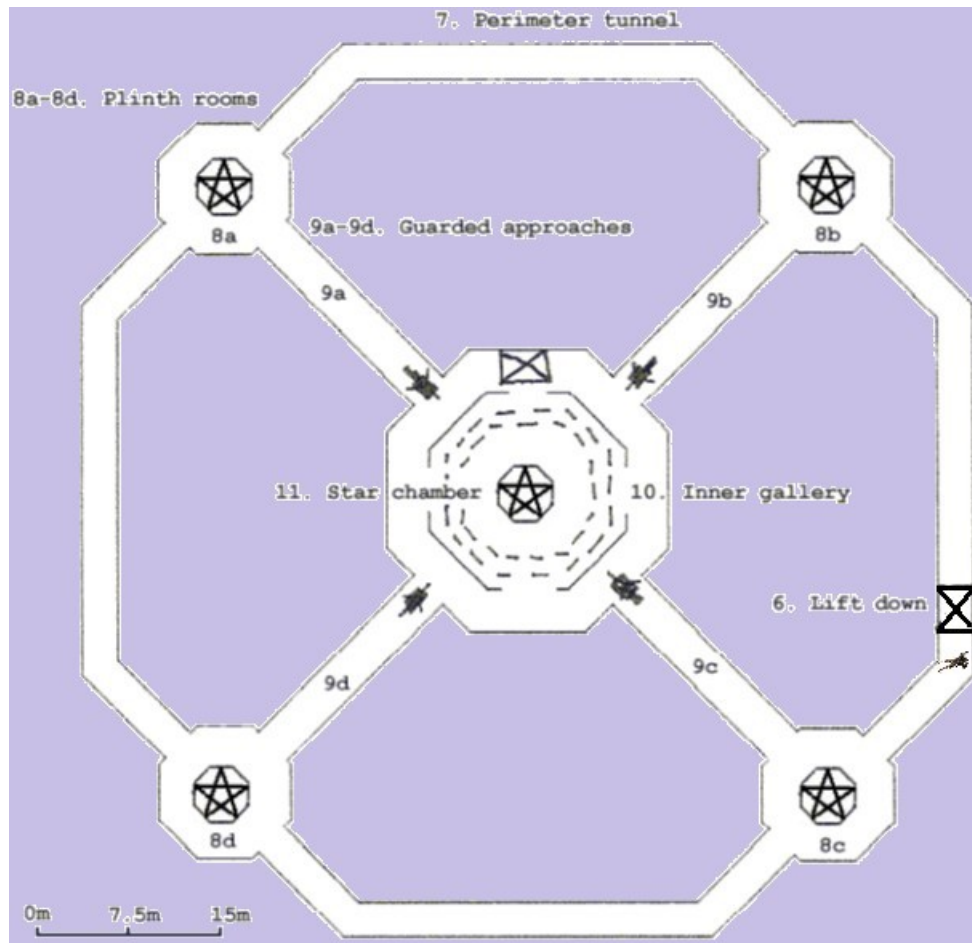 7. Perimeter tunnel
8a-8d. Plinth rooms
8a
9a-9d. Guarded approaches
8b
9a
9b
11. Star chamber
10. Inner gallery
6. Lift down
9d
9c
8d
8c
0m 7.5m 15m